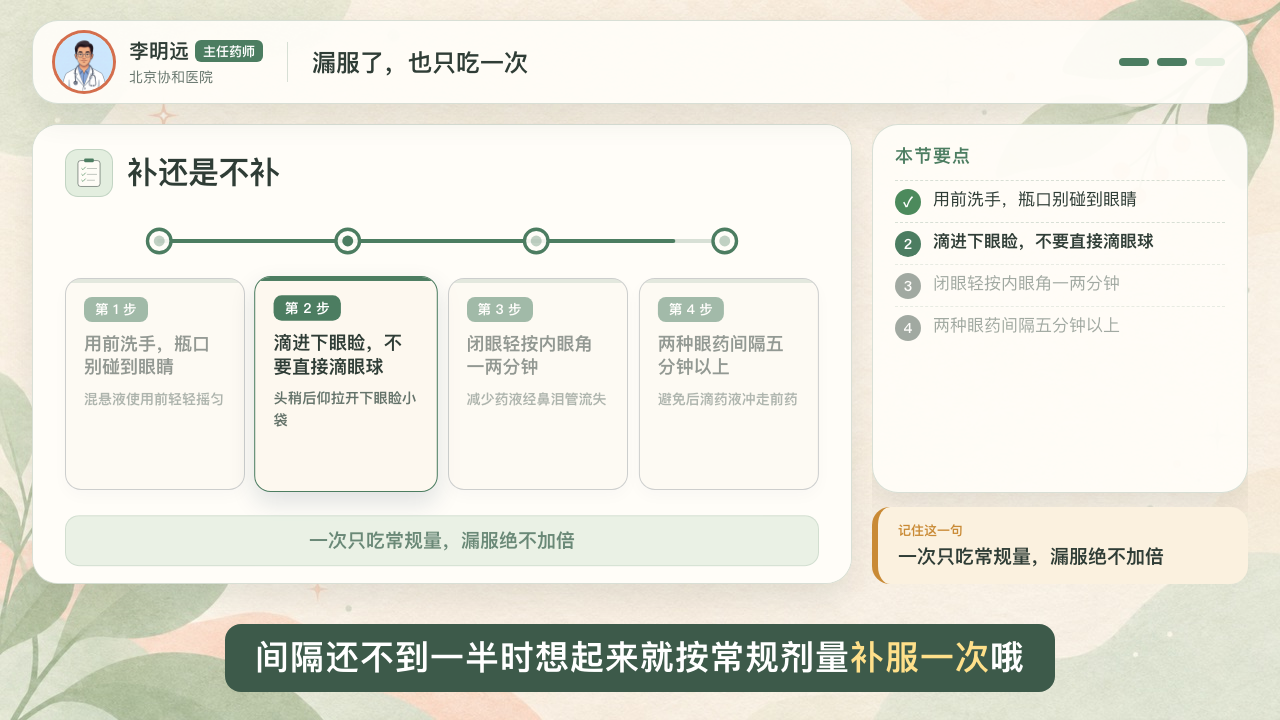 李明远 主任药师
北京协和医院
漏服了，也只吃一次
补还是不补
第 1 步
用前洗手，瓶口
别碰到眼睛
混悬液使用前轻轻摇匀
第 2 步
滴进下眼睑，不
要直接滴眼球
头稍后仰拉开下眼睑小
袋
第 3 步
闭眼轻按内眼角
一两分钟
减少药液经鼻泪管流失
第 4 步
两种眼药间隔五
分钟以上
避免后滴药液冲走前药
一次只吃常规量，漏服绝不加倍
本节要点
✓ 用前洗手，瓶口别碰到眼睛
2 滴进下眼睑，不要直接滴眼球
3 闭眼轻按内眼角一两分钟
4 两种眼药间隔五分钟以上
记住这一句
一次只吃常规量，漏服绝不加倍
间隔还不到一半时想起来就按常规剂量补服一次哦